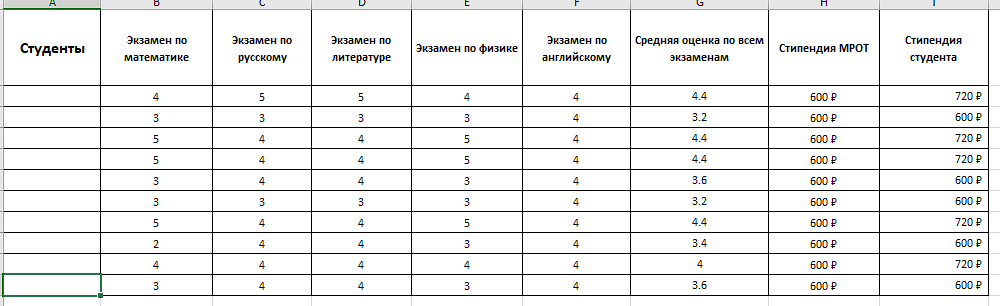 A B C D E F G H I
Студенты Экзамен по математике Экзамен по русскому Экзамен по литературе Экзамен по физике Экзамен по английскому Средняя оценка по всем экзаменам Стипендия МРОТ Стипендия студента
4 5 5 4 4 4.4 600 ₽ 720 ₽
3 3 3 3 4 3.2 600 ₽ 600 ₽
5 4 4 5 4 4.4 600 ₽ 720 ₽
5 4 4 5 4 4.4 600 ₽ 720 ₽
3 4 4 3 4 3.6 600 ₽ 600 ₽
3 3 3 3 4 3.2 600 ₽ 600 ₽
5 4 4 5 4 4.4 600 ₽ 720 ₽
2 4 4 3 4 3.4 600 ₽ 600 ₽
4 4 4 4 4 4 600 ₽ 720 ₽
3 4 4 3 4 3.6 600 ₽ 600 ₽